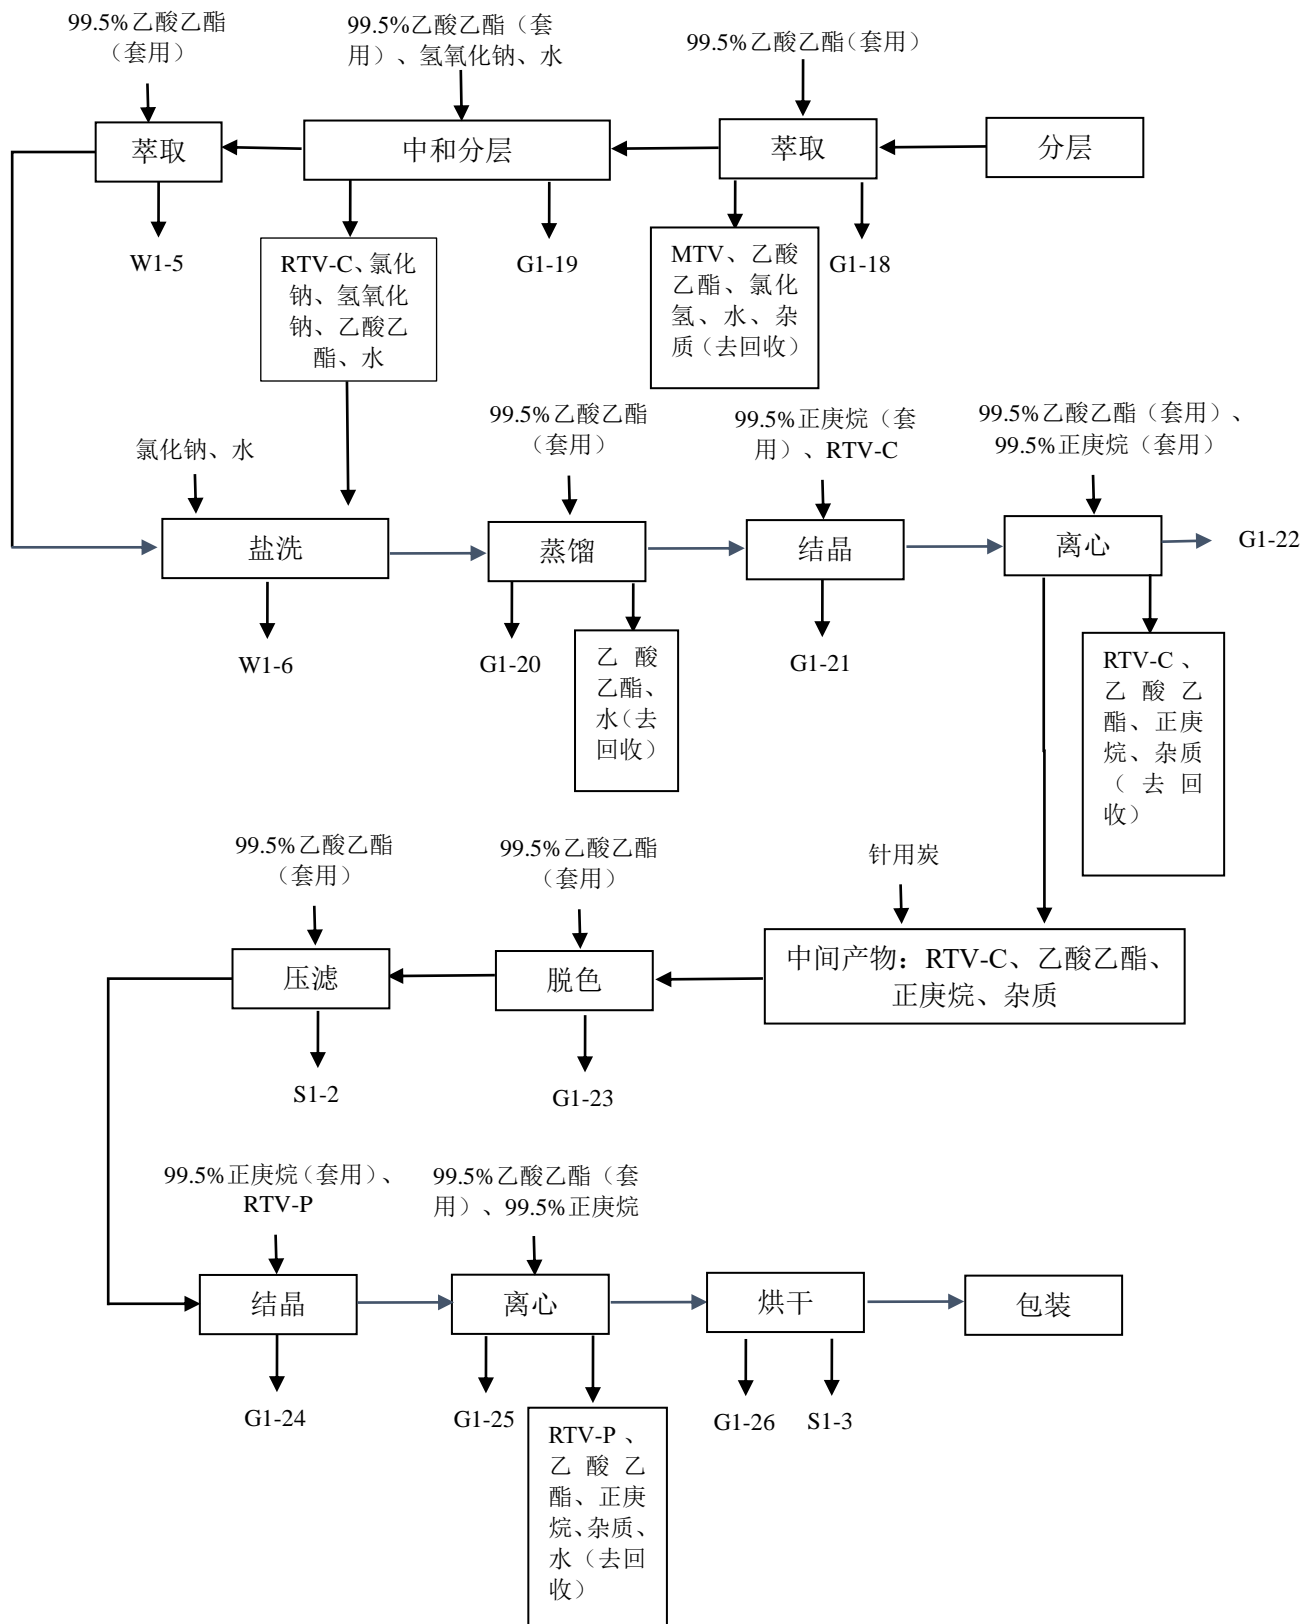 99.5%乙酸乙酯
（套用）
99.5%乙酸乙酯（套
用）、氢氧化钠、水
99.5%乙酸乙酯（套用）
萃取
中和分层
萃取
分层
W1-5
RTV-C、氯化
钠、氢氧化
钠、乙酸乙
酯、水
G1-19
MTV、乙酸
乙酯、氯化
氢、水、杂
质（去回收）
G1-18
氯化钠、水
99.5%乙酸乙酯
（套用）
99.5%正庚烷（套
用）、RTV-C
99.5%乙酸乙酯（套用）、
99.5%正庚烷（套用）
盐洗
蒸馏
结晶
离心
G1-22
W1-6
G1-20
乙酸
乙酯、
水（去
回收）
G1-21
RTV-C、
乙酸乙
酯、正庚
烷、杂质
（去回
收）
99.5%乙酸乙酯
（套用）
99.5%乙酸乙酯
（套用）
针用炭
压滤
脱色
中间产物：RTV-C、乙酸乙酯、
正庚烷、杂质
S1-2
G1-23
99.5%正庚烷（套用）、
RTV-P
99.5%乙酸乙酯（套
用）、99.5%正庚烷
结晶
离心
烘干
包装
G1-24
G1-25
RTV-P、
乙酸乙
酯、正庚
烷、杂质、
水（去回
收）
G1-26
S1-3